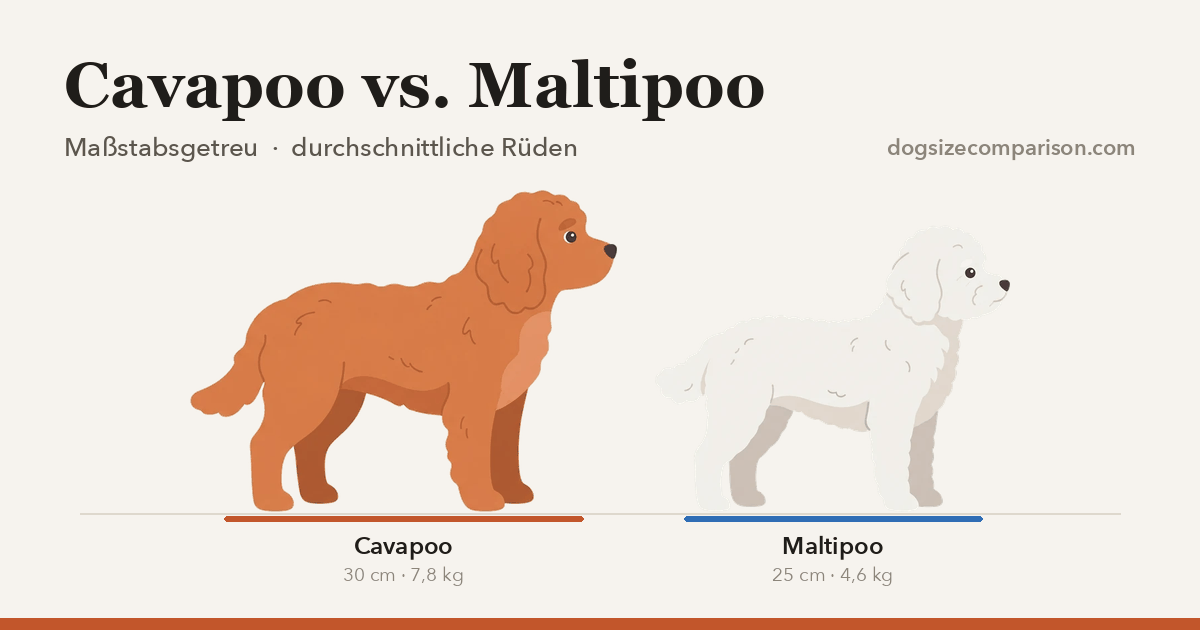 Cavapoo vs. Maltipoo
Maßstabsgetreu · durchschnittliche Rüden
dogsizecomparison.com
Cavapoo
30 cm · 7,8 kg
Maltipoo
25 cm · 4,6 kg